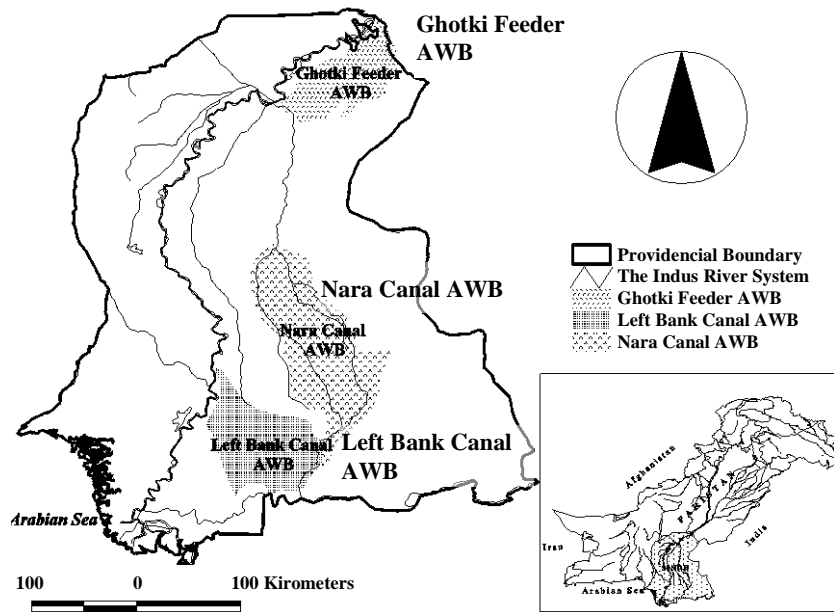 Ghotki Feeder
AWB
Ghotki Feeder
AWB
Providencial Boundary
The Indus River System
Ghotki Feeder AWB
Left Bank Canal AWB
Nara Canal AWB
Nara Canal AWB
Nara Canal
AWB
Left Bank Canal
AWB
Left Bank Canal
AWB
Arabian Sea
100 0 100 Kirometers
Afghanistan
PAKISTAN
India
Iran
Arabian Sea